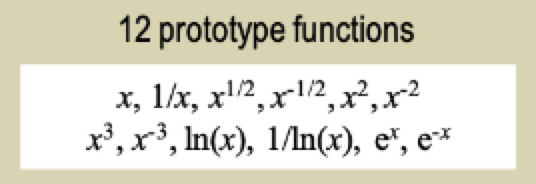 12 prototype functions
x, 1/x, x^1/2, x^-1/2, x^2, x^-2
x^3, x^-3, ln(x), 1/ln(x), e^x, e^-x